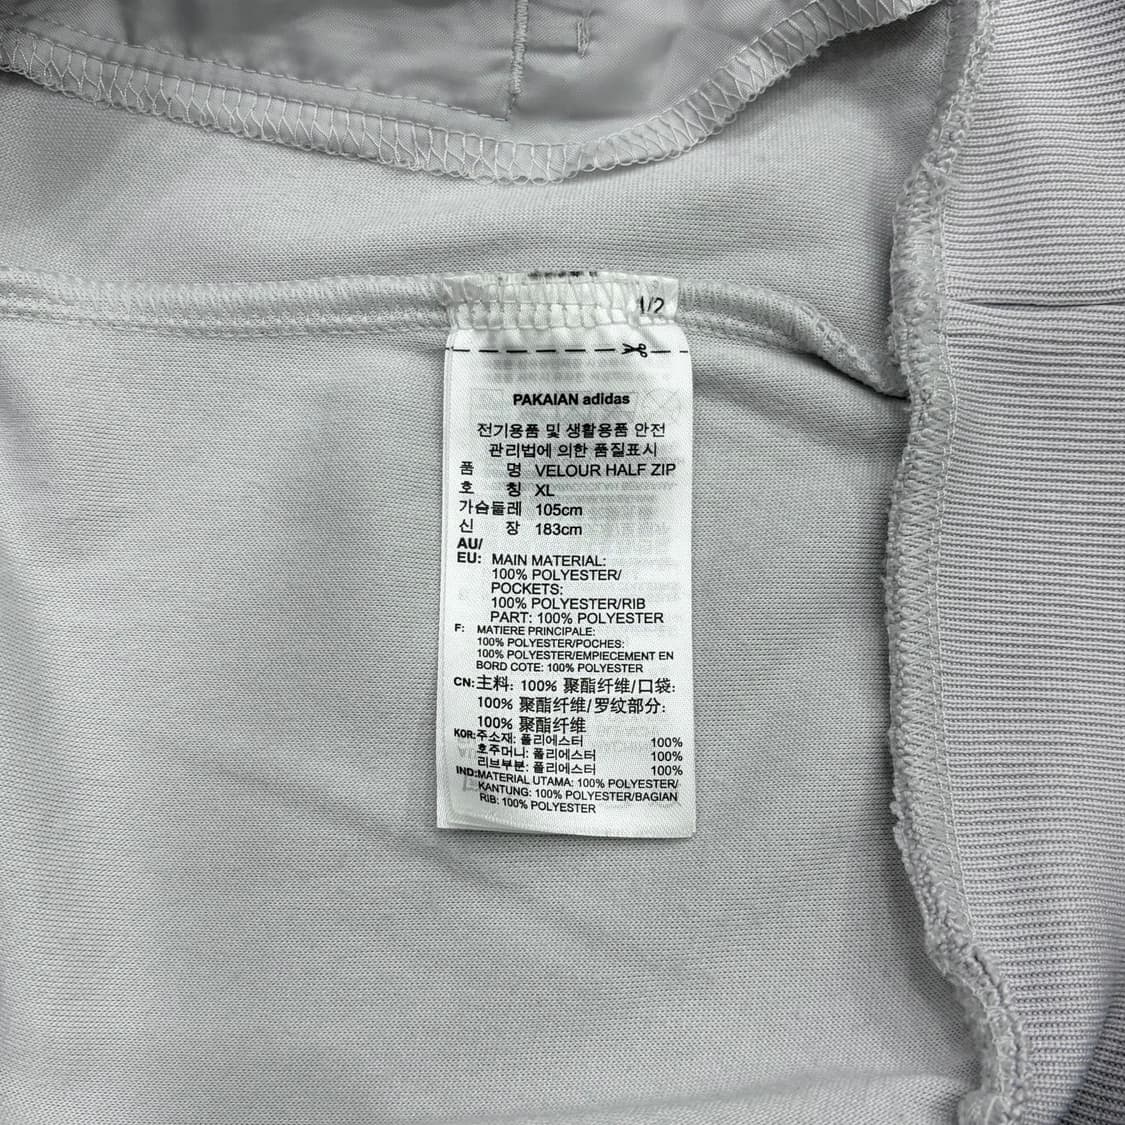 1/2
PAKAIAN adidas
전기용품 및 생활용품 안전
관리법에 의한 품질표시
품 명 VELOUR HALF ZIP
호 칭 XL
가슴둘레 105cm
신 장 183cm
AU/
EU: MAIN MATERIAL:
100% POLYESTER/
POCKETS:
100% POLYESTER/RIB
PART: 100% POLYESTER
F: MATIERE PRINCIPALE:
100% POLYESTER/POCHES:
100% POLYESTER/EMPIECEMENT EN
BORD COTE: 100% POLYESTER
CN: 主料: 100% 聚酯纤维/口袋:
100% 聚酯纤维/罗纹部分:
100% 聚酯纤维
KOR: 주소재: 폴리에스터 100%
호주머니: 폴리에스터 100%
리브부분: 폴리에스터 100%
IND: MATERIAL UTAMA: 100% POLYESTER/
KANTUNG: 100% POLYESTER/BAGIAN
RIB: 100% POLYESTER